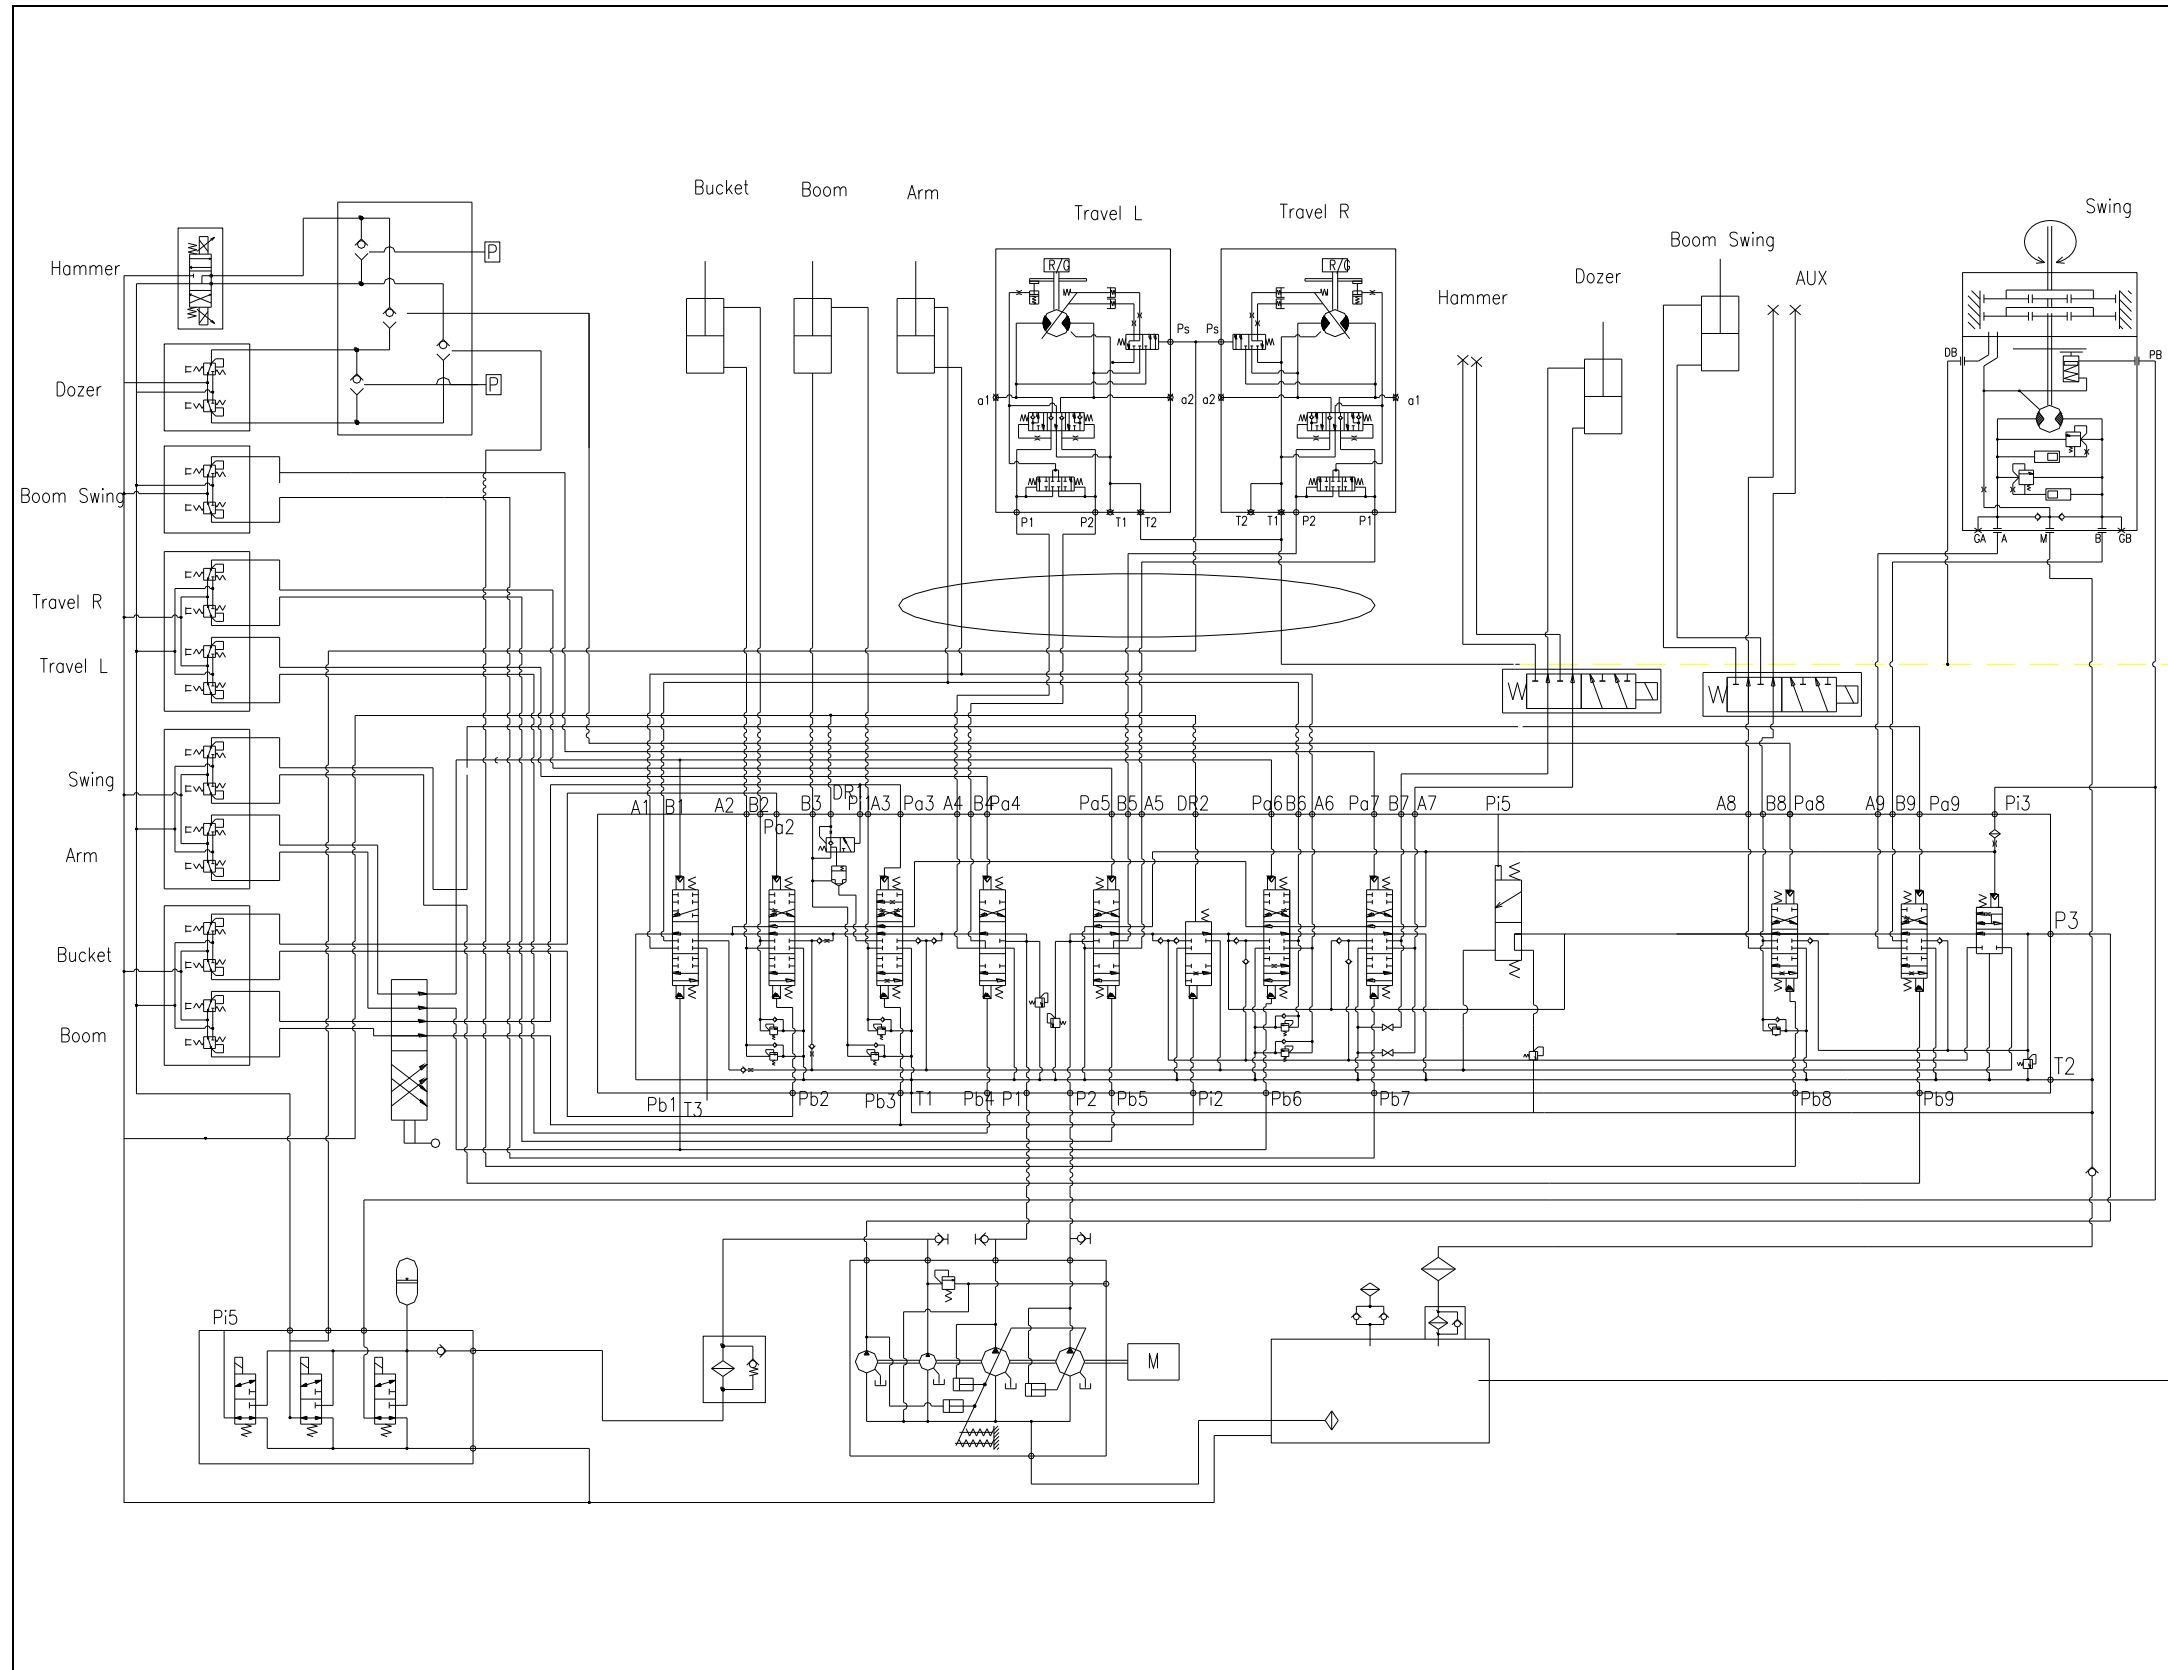 Bucket
Boom
Arm
Travel L
Travel R
Swing
Boom Swing
Hammer
P
R/G
R/G
Dozer
AUX
Hammer
Ps
Ps
DB
PB
Dozer
P
a1
a2
a2
a1
Boom Swing
P1
P2
T1
T2
T2
T1
P2
P1
GA
A
M
B
GB
Travel R
Travel L
Swing
A1
B1
A2
B2
Pa2
B3
DR1
Pi1
A3
Pa3
A4
B4
Pa4
Pa5
B5
A5
DR2
Pa6
B6
A6
Pa7
B7
A7
Pi5
A8
B8
Pa8
A9
B9
Pa9
Pi3
Arm
P3
Bucket
Boom
T2
Pb1
T3
Pb2
Pb3
T1
Pb4
P1
P2
Pb5
Pi2
Pb6
Pb7
Pb8
Pb9
Pi5
M